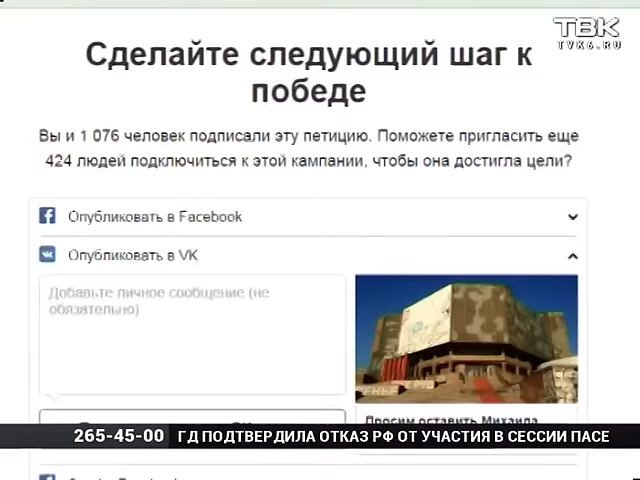 ТВК
TVK6.RU
Сделайте следующий шаг к
победе
Вы и 1 076 человек подписали эту петицию. Поможете пригласить еще
424 людей подключиться к этой кампании, чтобы она достигла цели?
Опубликовать в Facebook
Опубликовать в VK
Добавьте личное сообщение (не
обязательно)
Просим оставить Михаила
265-45-00 ГД ПОДТВЕРДИЛА ОТКАЗ РФ ОТ УЧАСТИЯ В СЕССИИ ПАСЕ